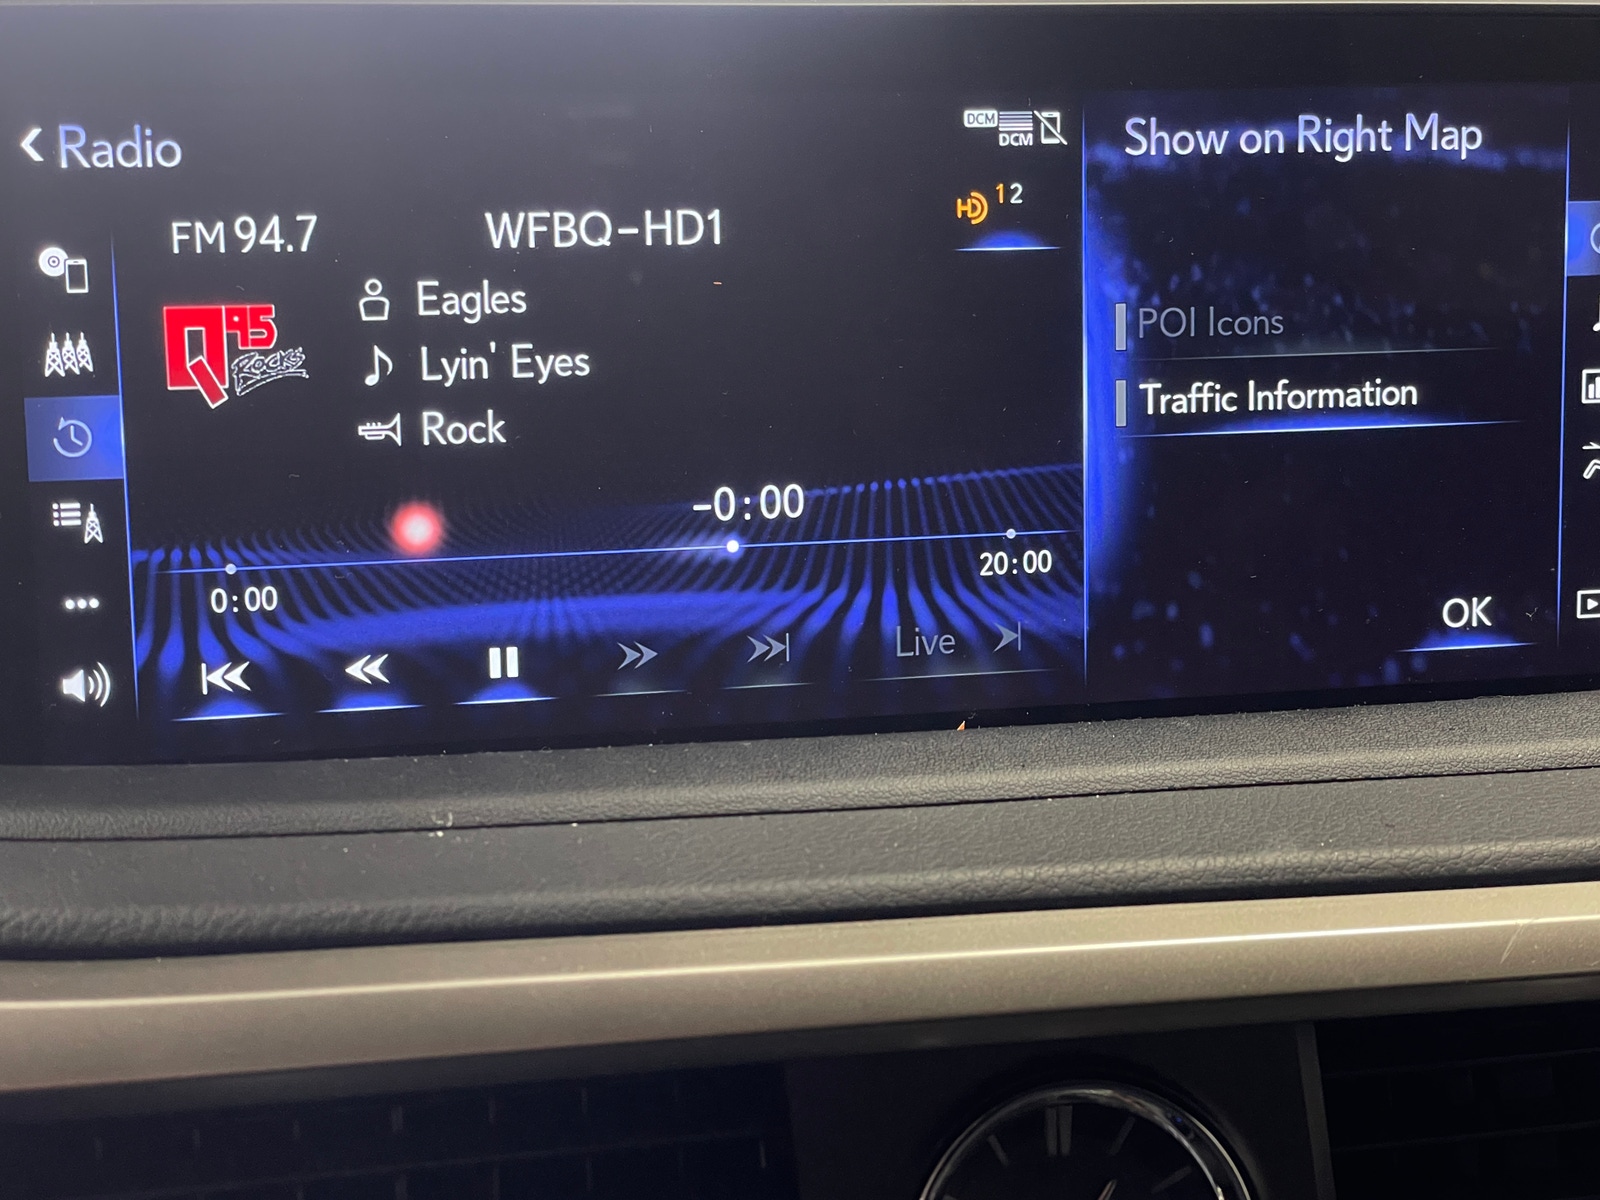 Radio
DCM
DCM
FM 94.7
WFBQ-HD1
HD 1 2
Q95
ROCKS
Eagles
Lyin' Eyes
Rock
-0:00
0:00
20:00
Live
Show on Right Map
POI Icons
Traffic Information
OK